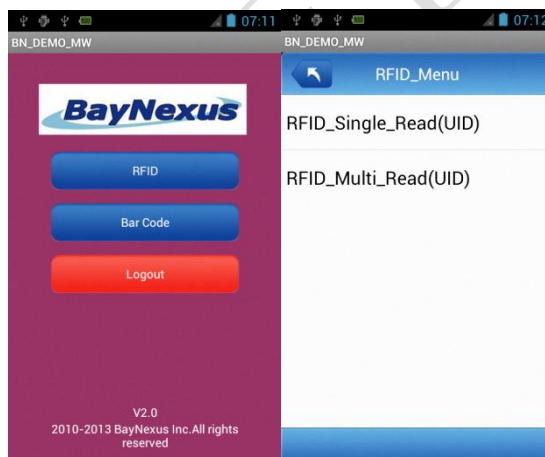 07:11
BN_DEMO_MW
BayNexus
RFID
Bar Code
Logout
V2.0
2010-2013 BayNexus Inc.All rights
reserved
07:12
BN_DEMO_MW
RFID_Menu
RFID_Single_Read(UID)
RFID_Multi_Read(UID)